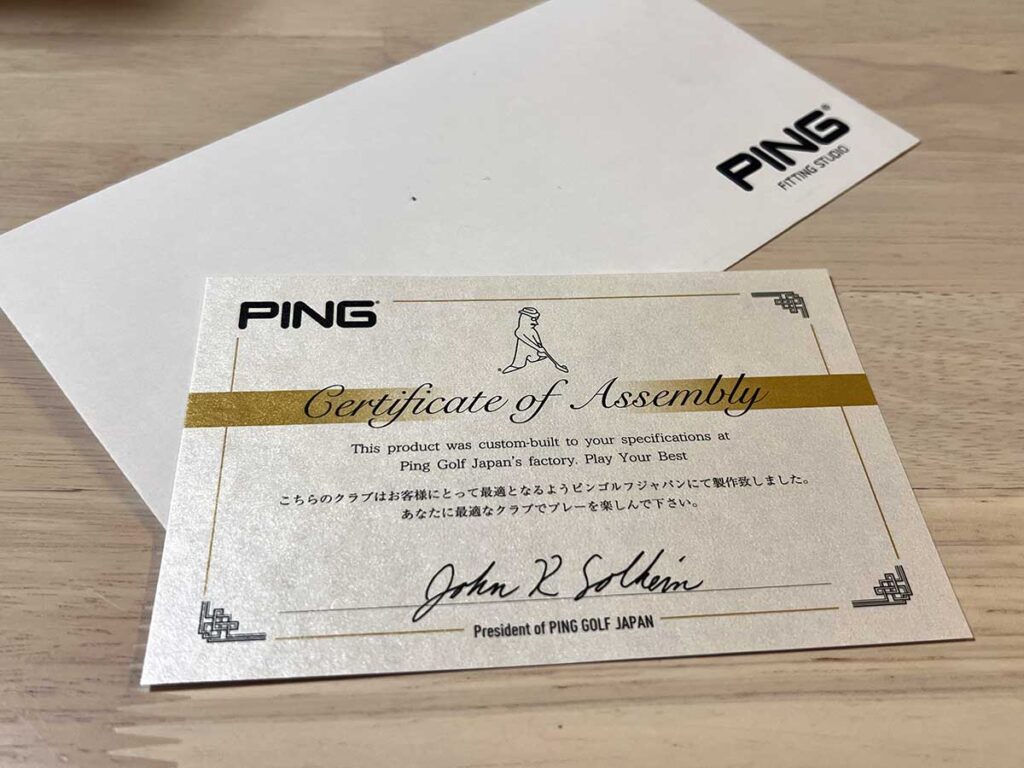 PING®
FITTING STUDIO
PING®
Certificate of Assembly
This product was custom-built to your specifications at
Ping Golf Japan's factory. Play Your Best
こちらのクラブはお客様にとって最適となるようピンゴルフジャパンにて製作致しました。
あなたに最適なクラブでプレーを楽しんで下さい。
John K Solheim
President of PING GOLF JAPAN